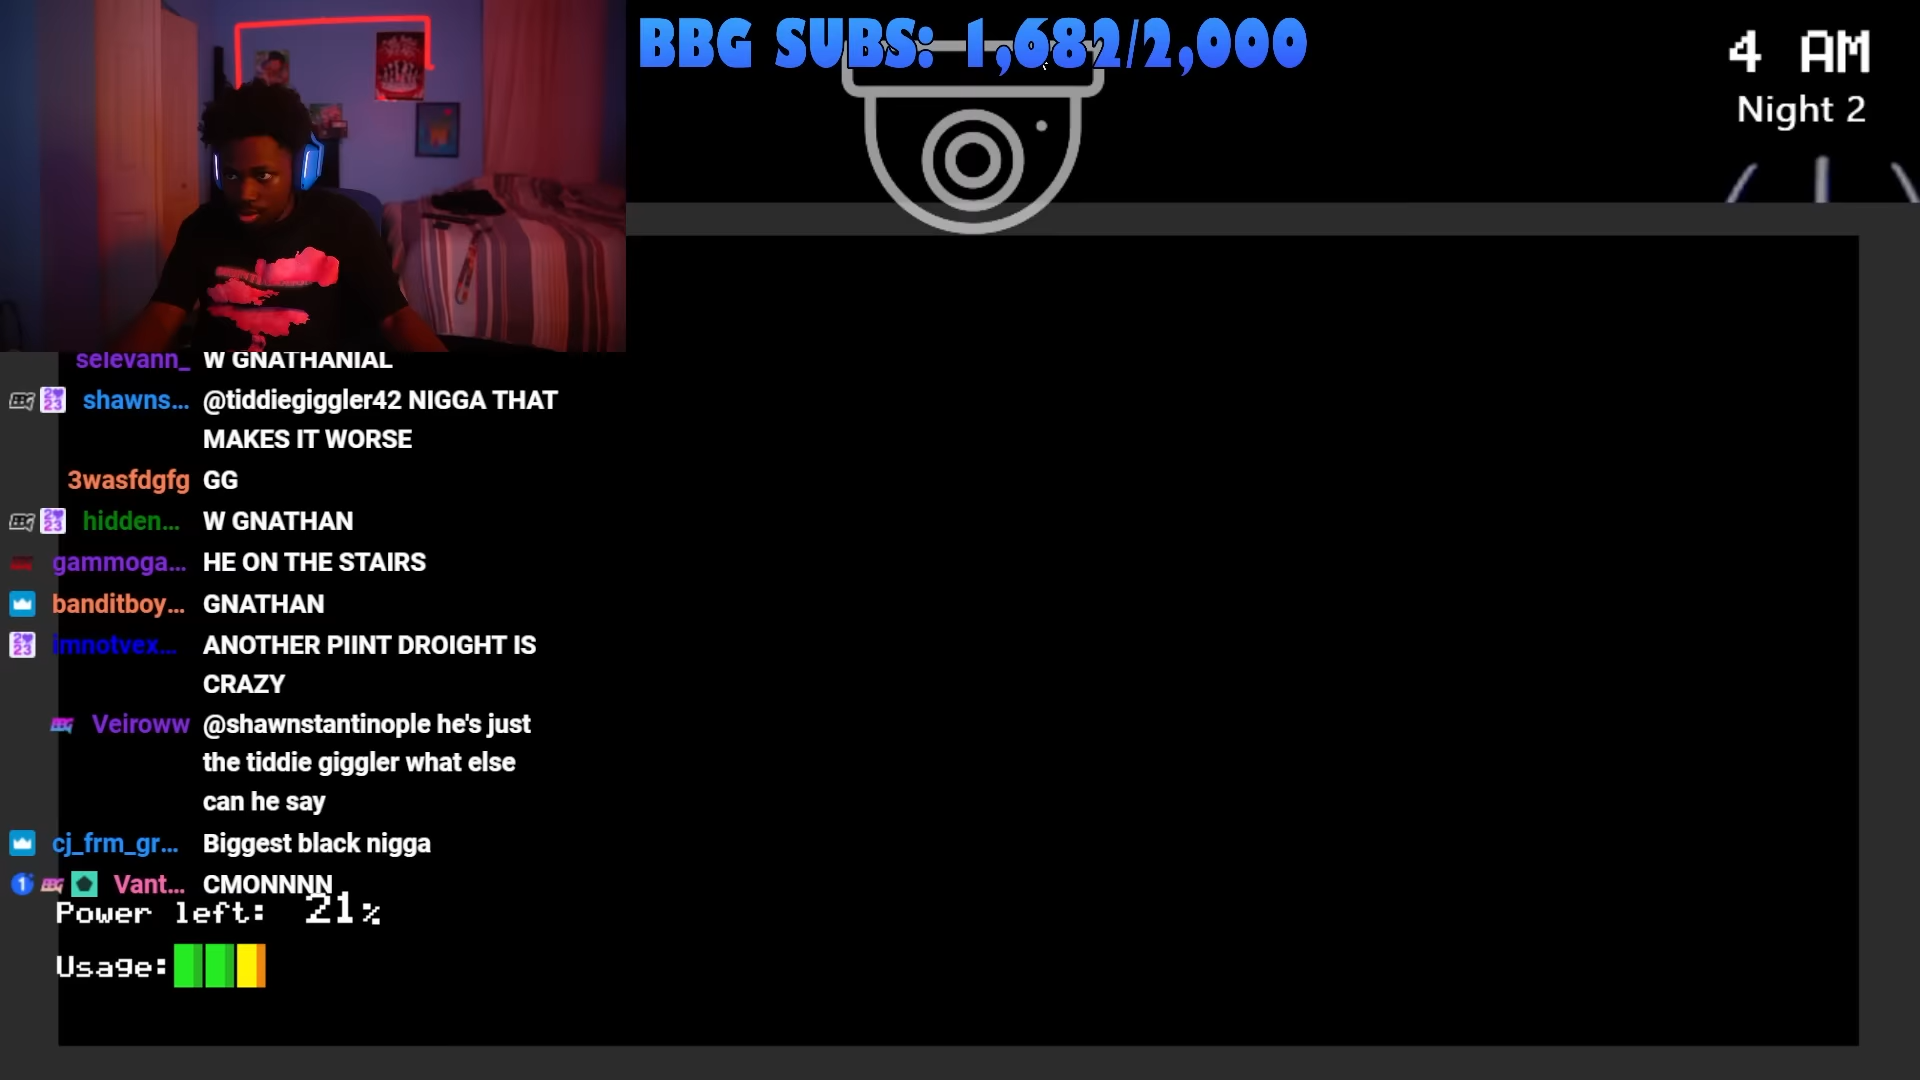 BBG SUBS: 1,682/2,000
4 AM
Night 2
selevann_ W GNATHANIAL
shawns... @tiddiegiggler42 NIGGA THAT
MAKES IT WORSE
3wasfdgfg GG
hidden... W GNATHAN
gammoga... HE ON THE STAIRS
banditboy... GNATHAN
imnotvex... ANOTHER PIINT DROIGHT IS
CRAZY
Veiroww @shawnstantinople he's just
the tiddie giggler what else
can he say
cj_frm_gr... Biggest black nigga
Vant... CMONNNN
Power left: 21%
Usage: